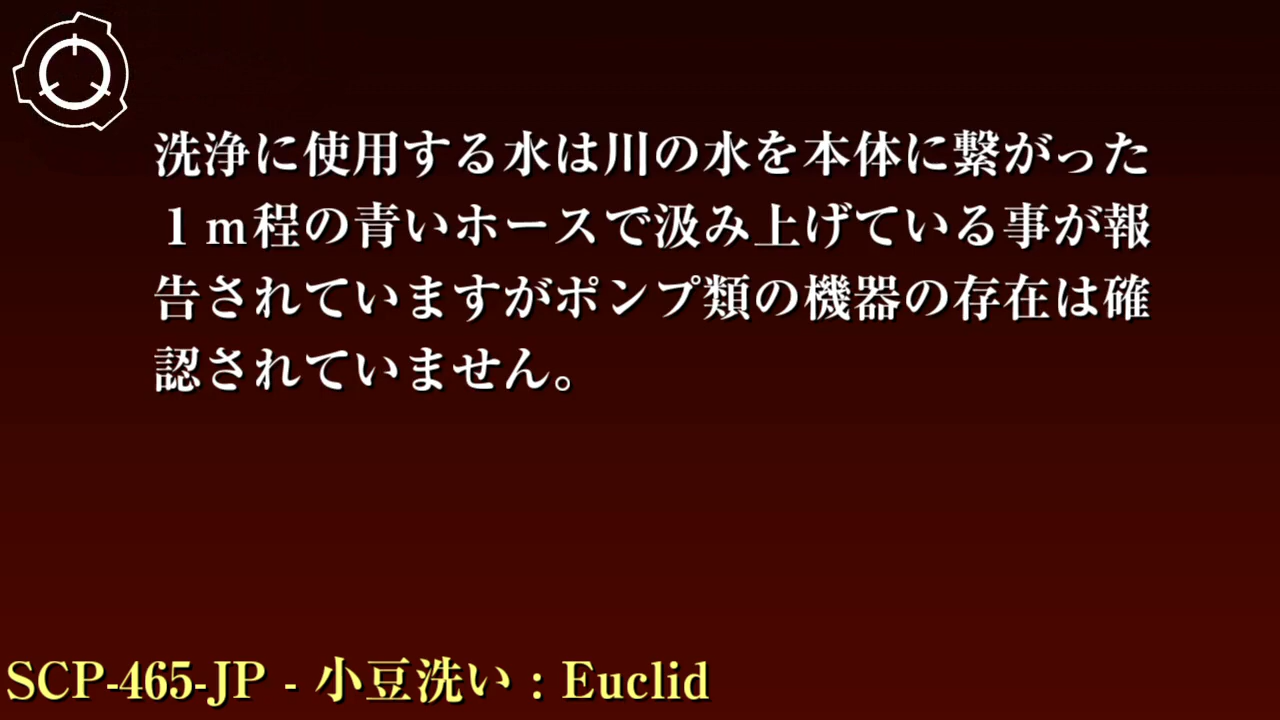 洗浄に使用する水は川の水を本体に繋がった
１ｍ程の青いホースで汲み上げている事が報
告されていますがポンプ類の機器の存在は確
認されていません。
SCP-465-JP - 小豆洗い : Euclid